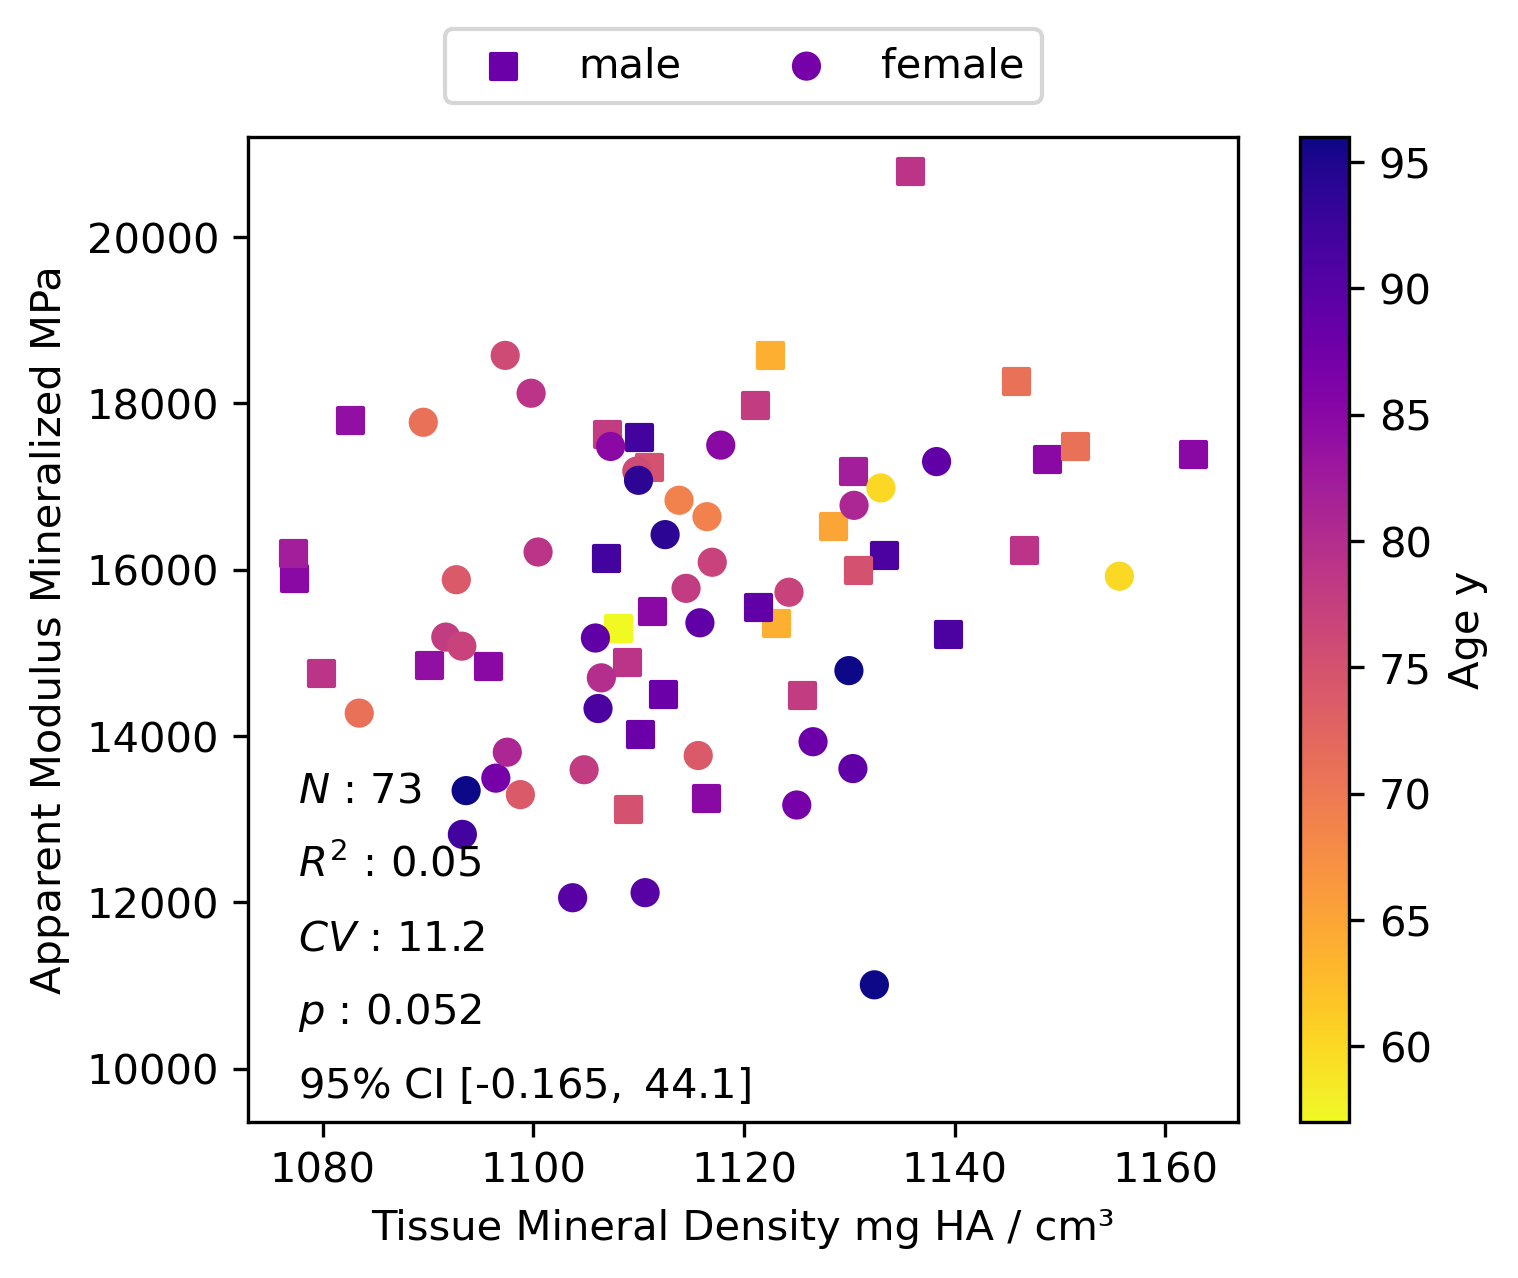 male female
20000
18000
16000
14000
12000
10000
Apparent Modulus Mineralized MPa
N : 73
R² : 0.05
CV : 11.2
p : 0.052
95% CI [-0.165, 44.1]
1080 1100 1120 1140 1160
Tissue Mineral Density mg HA / cm³
95
90
85
80
75
70
65
60
Age y